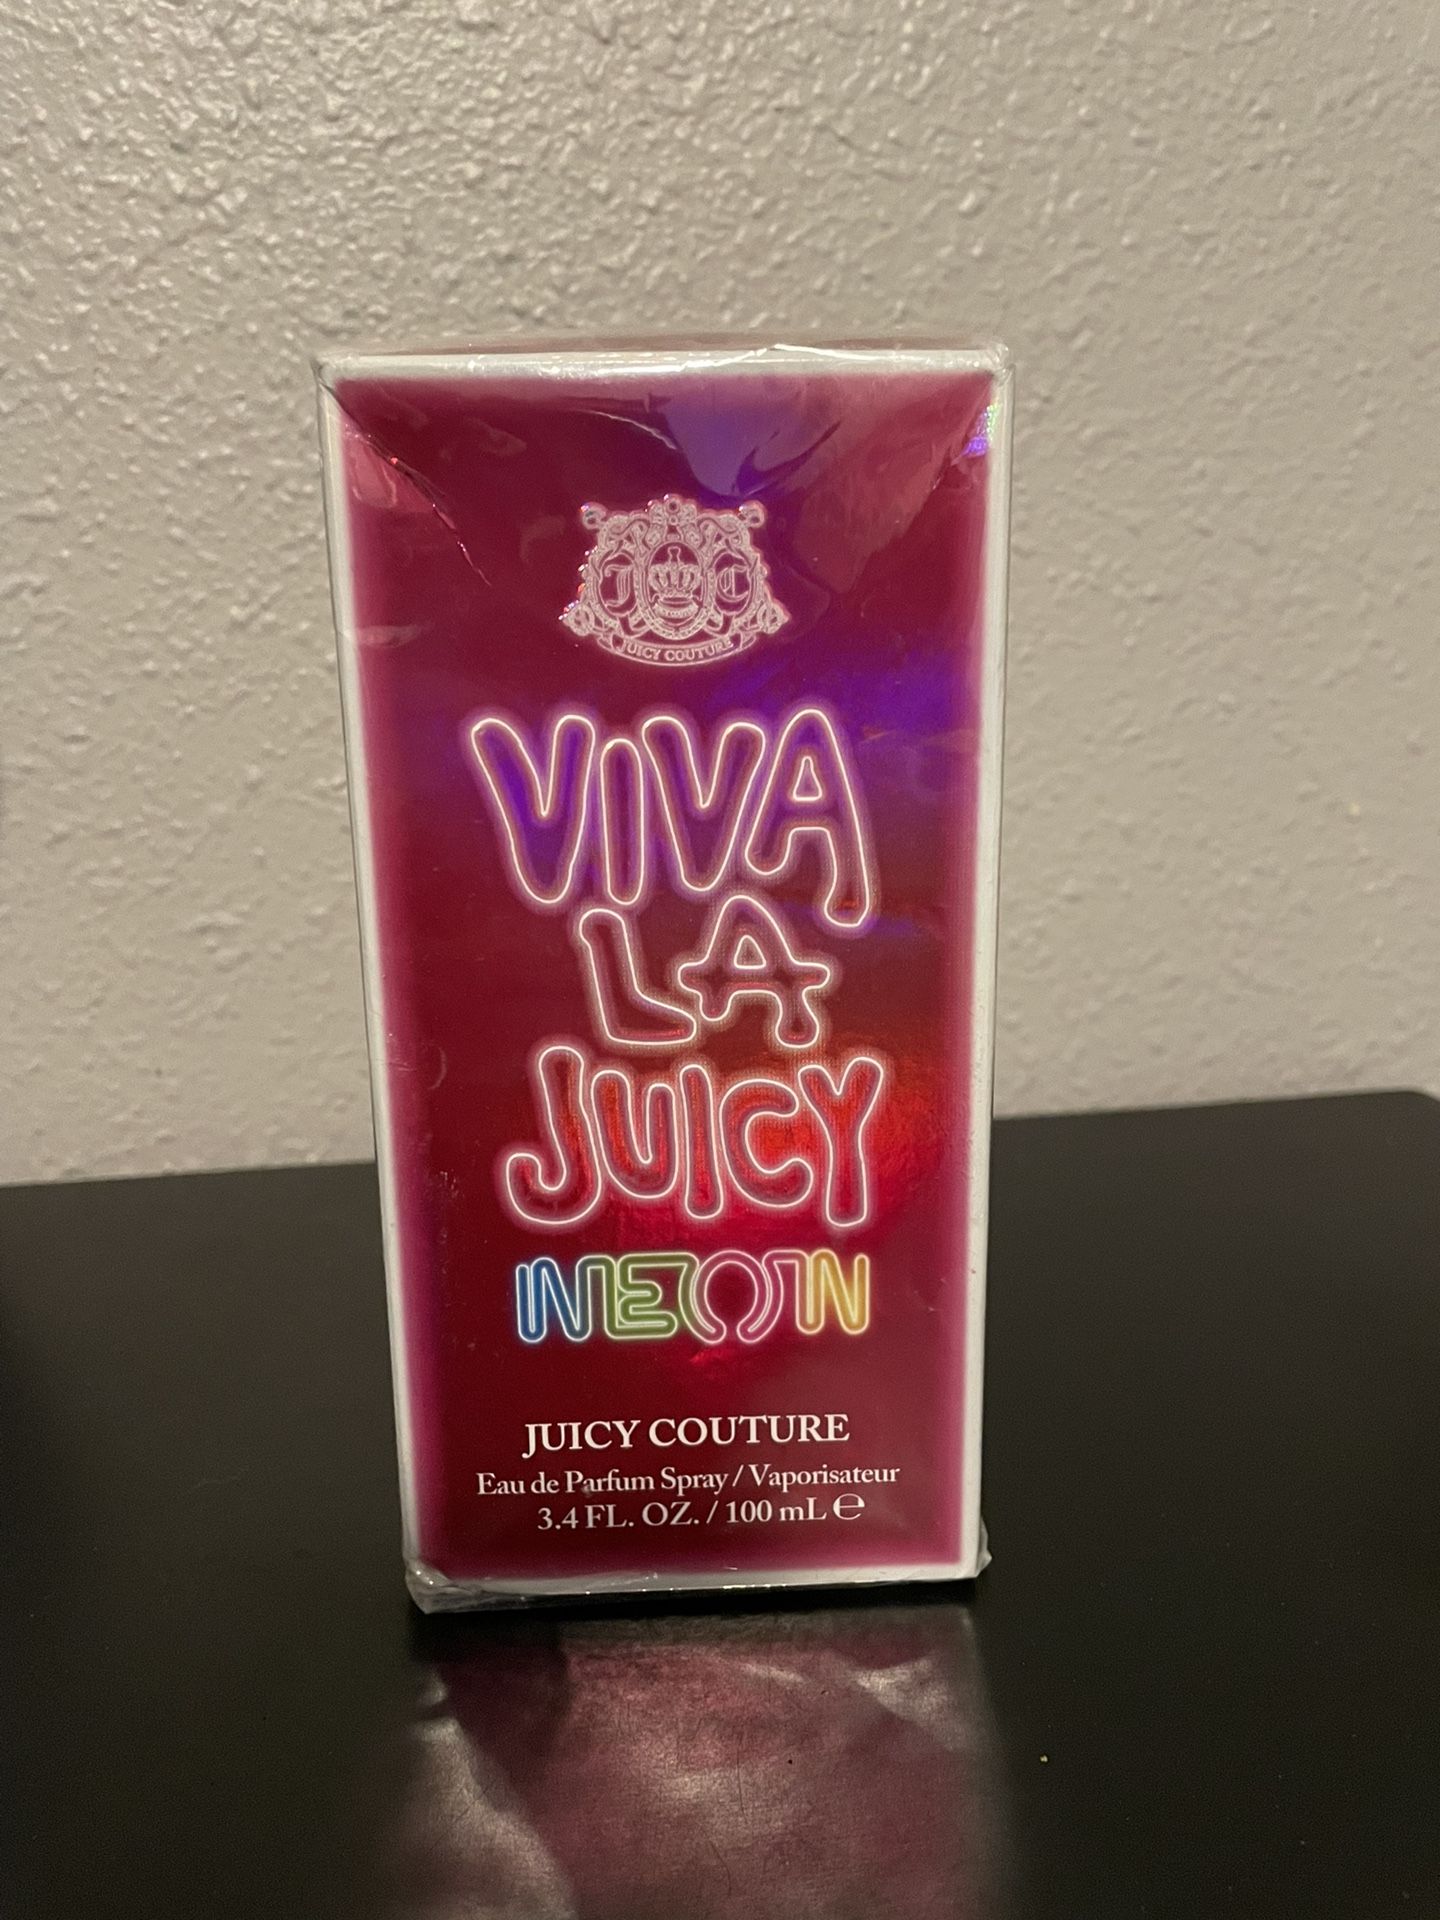 J C
JUICY COUTURE
VIVA
LA
JUICY
NEON
JUICY COUTURE
Eau de Parfum Spray / Vaporisateur
3.4 FL. OZ. / 100 mL ℮